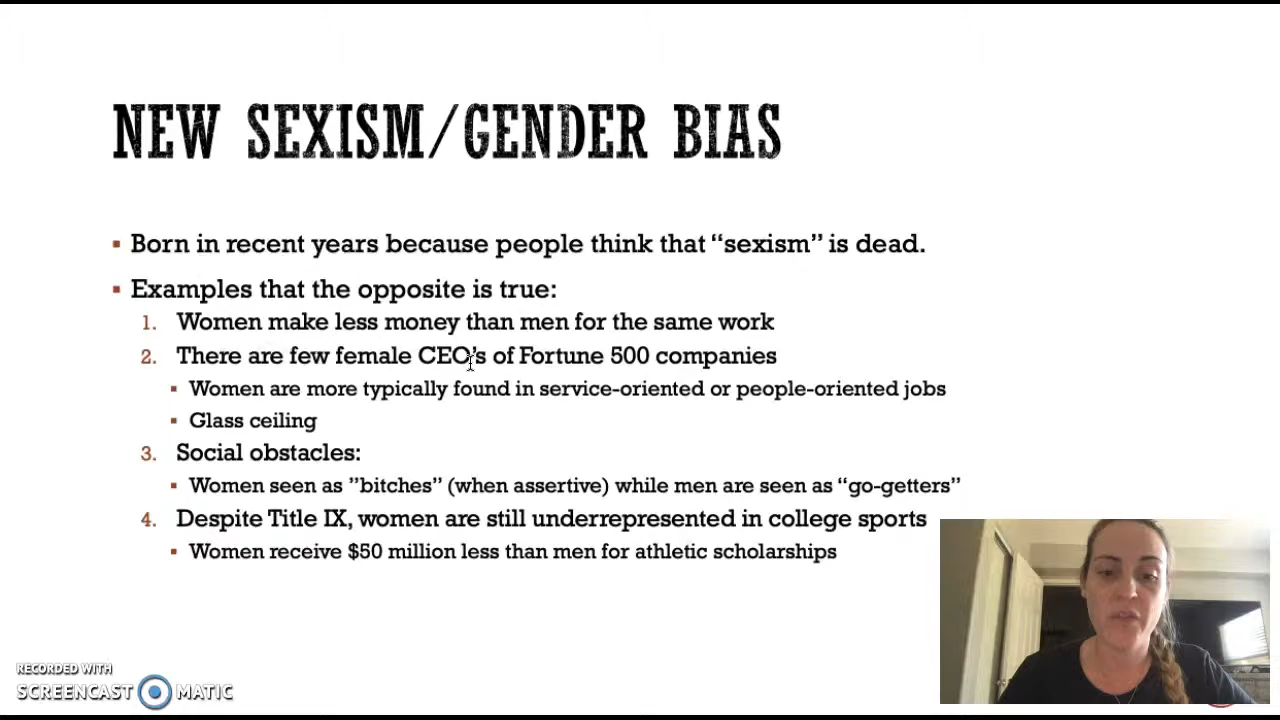 NEW SEXISM/GENDER BIAS
▪ Born in recent years because people think that “sexism” is dead.
▪ Examples that the opposite is true:
1. Women make less money than men for the same work
2. There are few female CEO’s of Fortune 500 companies
▪ Women are more typically found in service-oriented or people-oriented jobs
▪ Glass ceiling
3. Social obstacles:
▪ Women seen as ”bitches” (when assertive) while men are seen as “go-getters”
4. Despite Title IX, women are still underrepresented in college sports
▪ Women receive $50 million less than men for athletic scholarships
RECORDED WITH
SCREENCAST MATIC